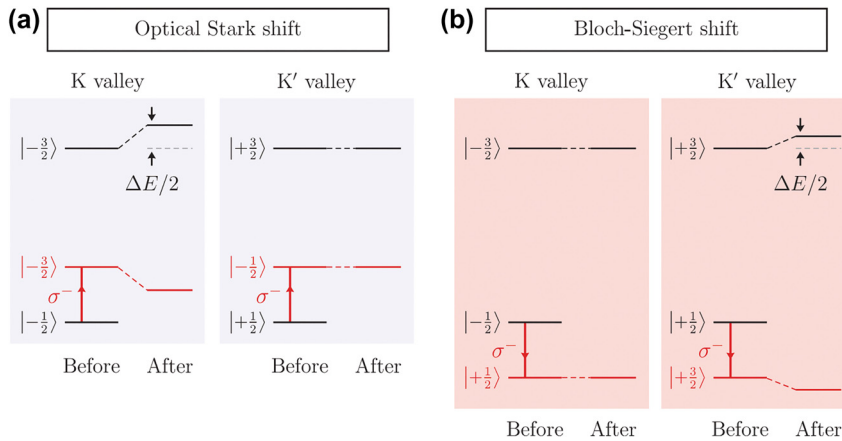 (a) Optical Stark shift
K valley K′ valley
|−3/2⟩ |+3/2⟩
ΔE/2
|−3/2⟩ |−1/2⟩
σ⁻ σ⁻
|−1/2⟩ |+1/2⟩
Before After Before After
(b) Bloch-Siegert shift
K valley K′ valley
|−3/2⟩ |+3/2⟩
ΔE/2
|−1/2⟩ |+1/2⟩
σ⁻ σ⁻
|+1/2⟩ |+3/2⟩
Before After Before After